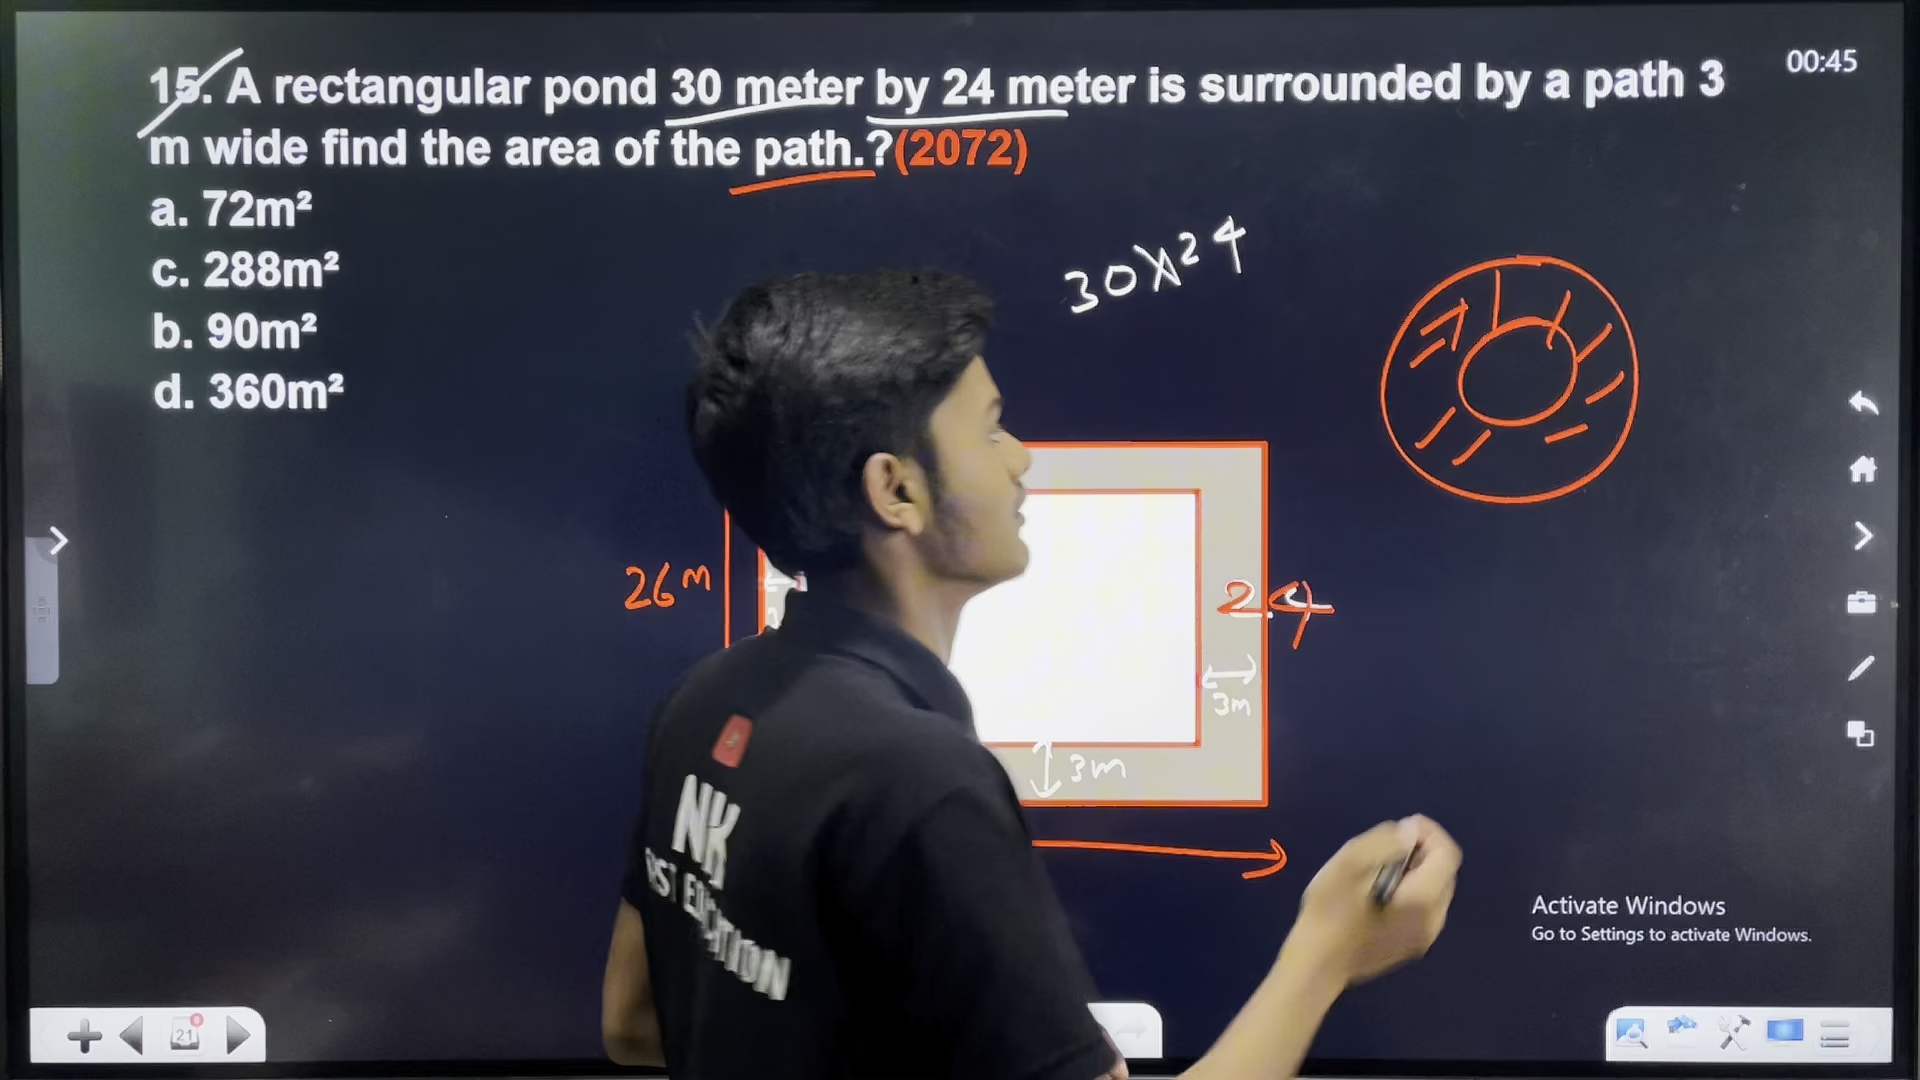 00:45
15. A rectangular pond 30 meter by 24 meter is surrounded by a path 3
m wide find the area of the path.?(2072)
a. 72m²
c. 288m²
b. 90m²
d. 360m²
30X24
26m
24
3m
3m
NK
EDUCATION
Activate Windows
Go to Settings to activate Windows.
21